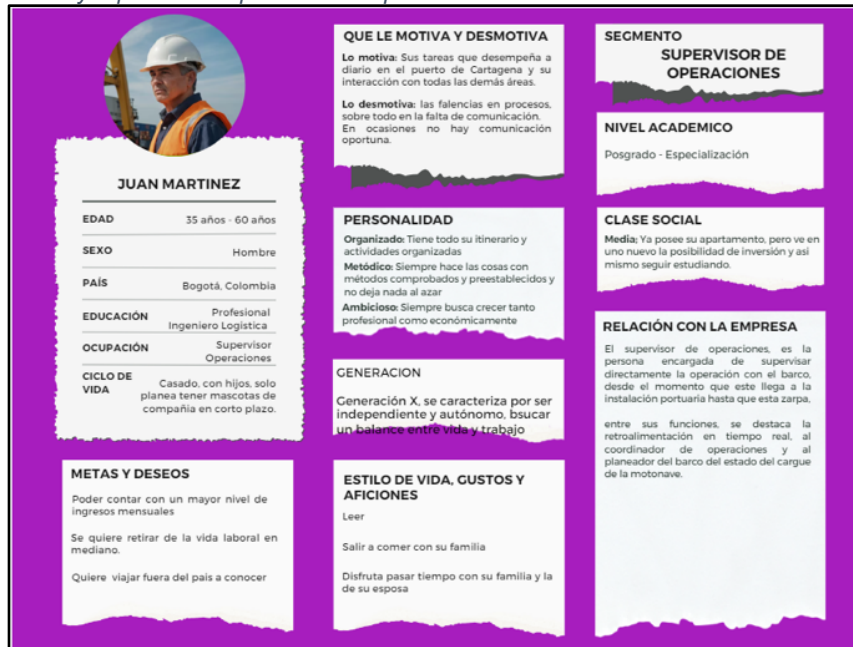 JUAN MARTINEZ
EDAD 35 años - 60 años
SEXO Hombre
PAÍS Bogotá, Colombia
EDUCACIÓN Profesional
Ingeniero Logistica
OCUPACIÓN Supervisor
Operaciones
CICLO DE
VIDA Casado, con hijos, solo
planea tener mascotas de
compañia en corto plazo.
METAS Y DESEOS
Poder contar con un mayor nivel de
ingresos mensuales
Se quiere retirar de la vida laboral en
mediano.
Quiere viajar fuera del pais a conocer
QUE LE MOTIVA Y DESMOTIVA
Lo motiva: Sus tareas que desempeña a
diario en el puerto de Cartagena y su
interacción con todas las demás áreas.
Lo desmotiva: las falencias en procesos,
sobre todo en la falta de comunicación.
En ocasiones no hay comunicación
oportuna.
PERSONALIDAD
Organizado: Tiene todo su itinerario y
actividades organizadas
Metódico: Siempre hace las cosas con
métodos comprobados y preestablecidos y
no deja nada al azar
Ambicioso: Siempre busca crecer tanto
profesional como económicamente
GENERACION
Generación X, se caracteriza por ser
independiente y autónomo, bsucar
un balance entre vida y trabajo
ESTILO DE VIDA, GUSTOS Y
AFICIONES
Leer
Salir a comer con su familia
Disfruta pasar tiempo con su familia y la
de su esposa
SEGMENTO
SUPERVISOR DE
OPERACIONES
NIVEL ACADEMICO
Posgrado - Especialización
CLASE SOCIAL
Media; Ya posee su apartamento, pero ve en
uno nuevo la posibilidad de inversión y asi
mismo seguir estudiando.
RELACIÓN CON LA EMPRESA
El supervisor de operaciones, es la
persona encargada de supervisar
directamente la operación con el barco,
desde el momento que este llega a la
instalación portuaria hasta que esta zarpa,
entre sus funciones, se destaca la
retroalimentación en tiempo real, al
coordinador de operaciones y al
planeador del barco del estado del cargue
de la motonave.